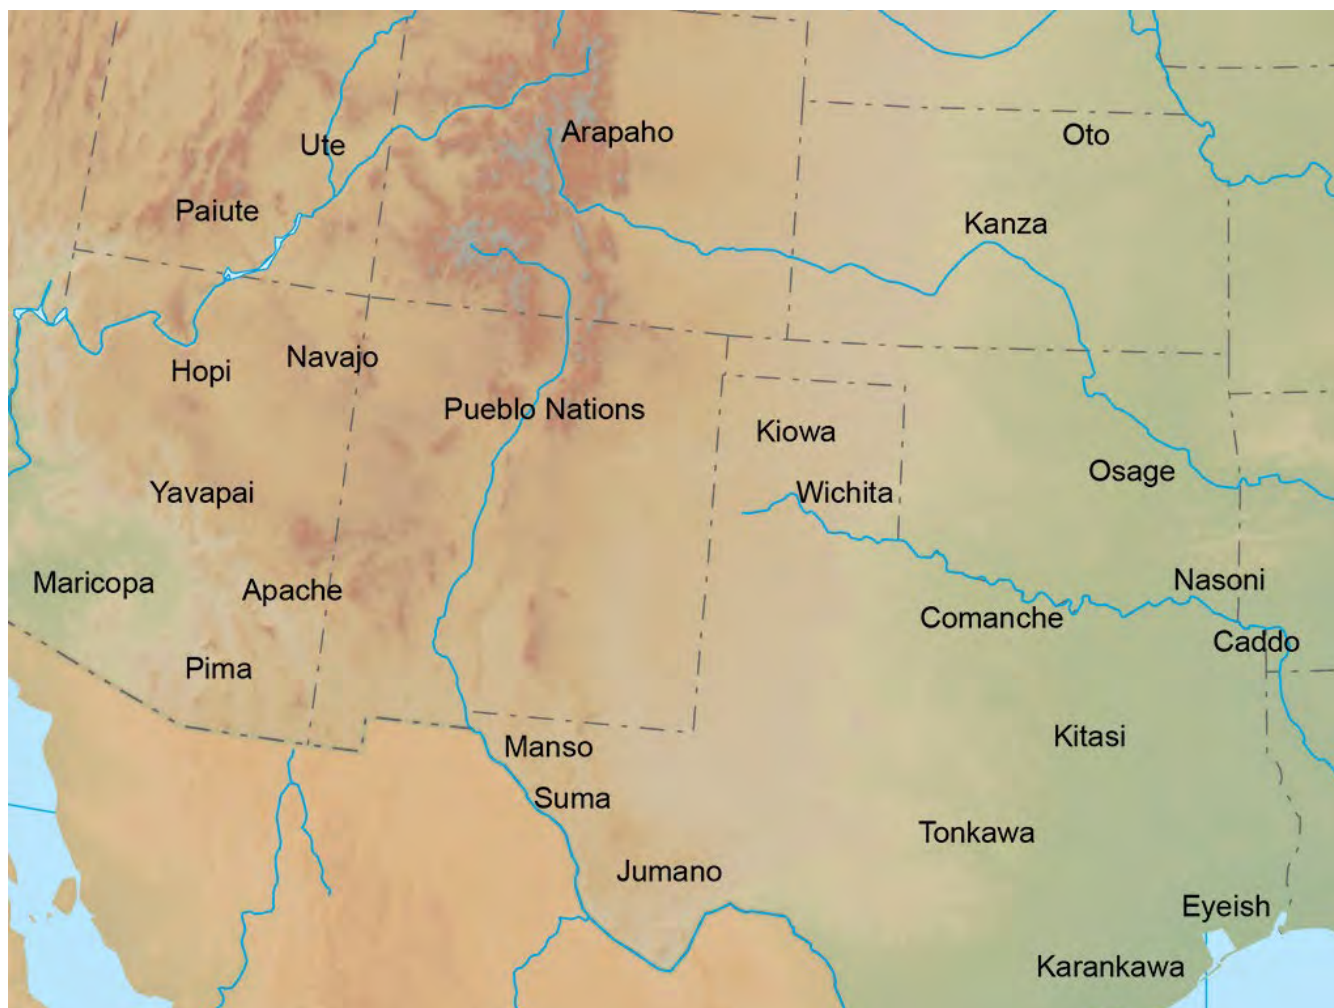 Arapaho
Oto
Ute
Paiute
Kanza
Navajo
Hopi
Pueblo Nations
Kiowa
Osage
Yavapai
Wichita
Nasoni
Maricopa
Apache
Comanche
Caddo
Pima
Kitasi
Manso
Suma
Tonkawa
Jumano
Eyeish
Karankawa